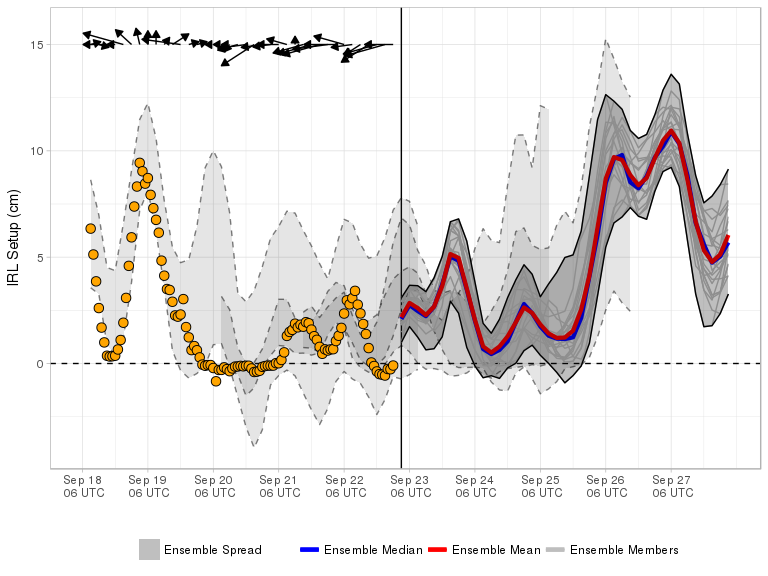 15
10
5
0
IRL Setup (cm)
Sep 18 Sep 19 Sep 20 Sep 21 Sep 22 Sep 23 Sep 24 Sep 25 Sep 26 Sep 27
06 UTC 06 UTC 06 UTC 06 UTC 06 UTC 06 UTC 06 UTC 06 UTC 06 UTC 06 UTC
Ensemble Spread Ensemble Median Ensemble Mean Ensemble Members